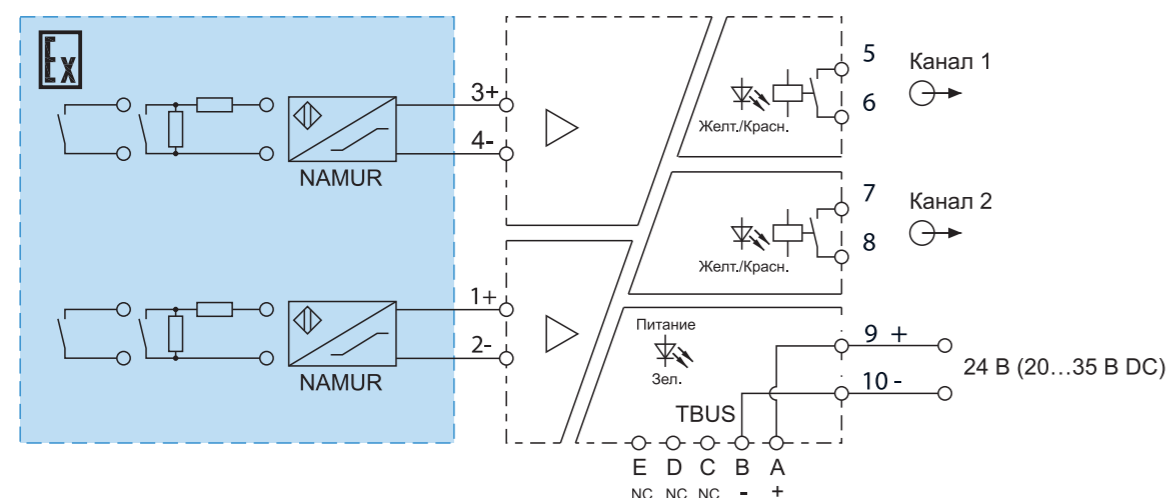 Ex
3+
4-
NAMUR
1+
2-
NAMUR
Желт./Красн.
5
6
Канал 1
Желт./Красн.
7
8
Канал 2
Питание
Зел.
9 +
10 -
24 В (20...35 В DC)
TBUS
E D C B A
NC NC NC - +